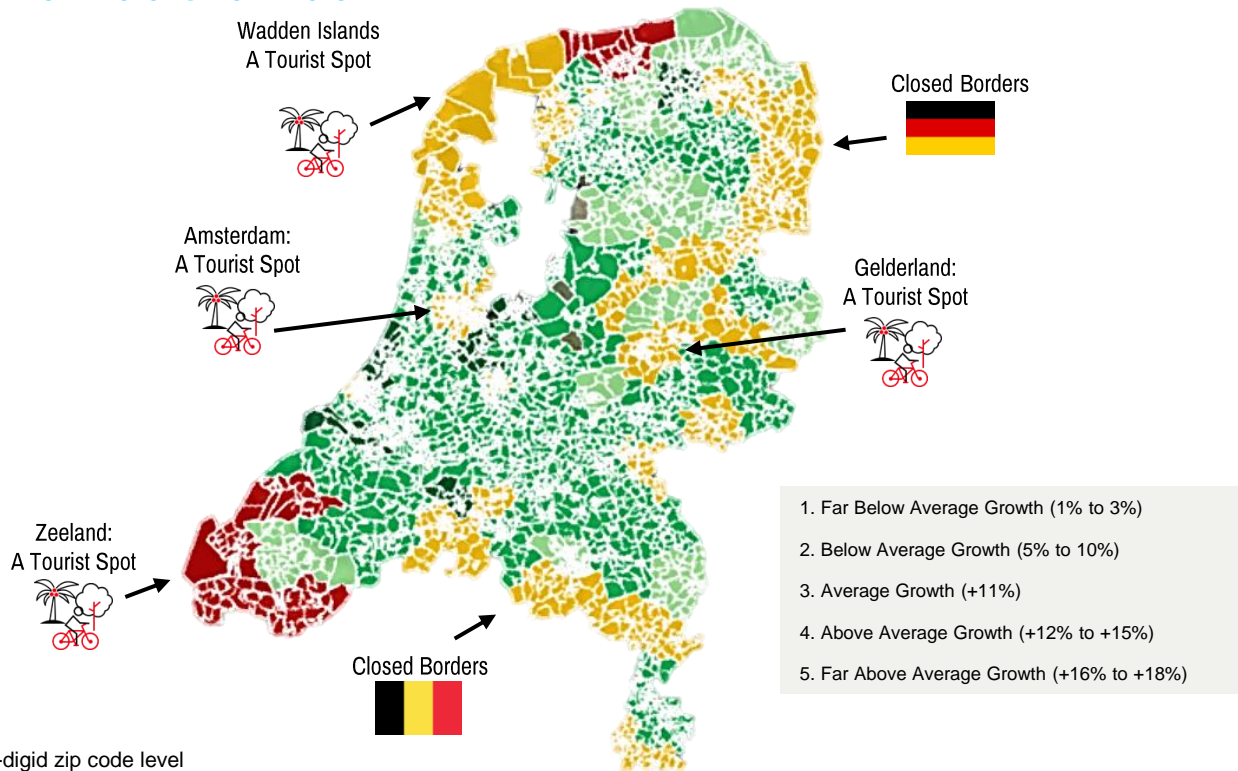 Wadden Islands
A Tourist Spot
Closed Borders
Amsterdam:
A Tourist Spot
Gelderland:
A Tourist Spot
Zeeland:
A Tourist Spot
Closed Borders
1. Far Below Average Growth (1% to 3%)
2. Below Average Growth (5% to 10%)
3. Average Growth (+11%)
4. Above Average Growth (+12% to +15%)
5. Far Above Average Growth (+16% to +18%)
-digid zip code level